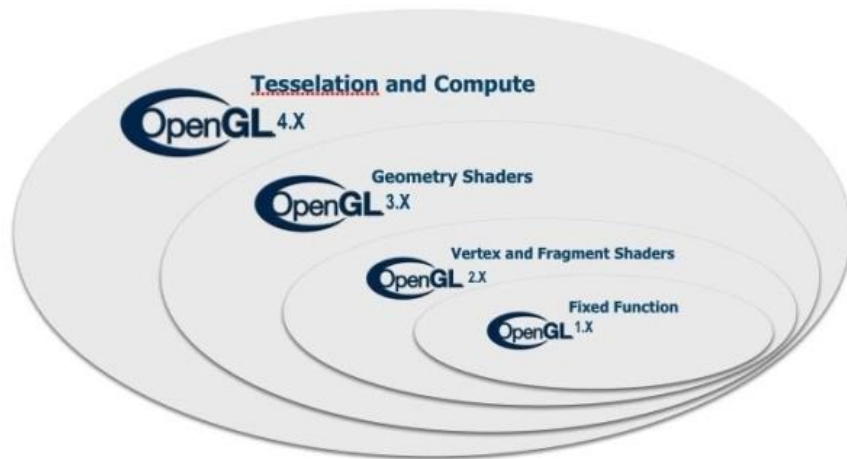 Tesselation and Compute
OpenGL 4.X
Geometry Shaders
OpenGL 3.X
Vertex and Fragment Shaders
OpenGL 2.X
Fixed Function
OpenGL 1.X